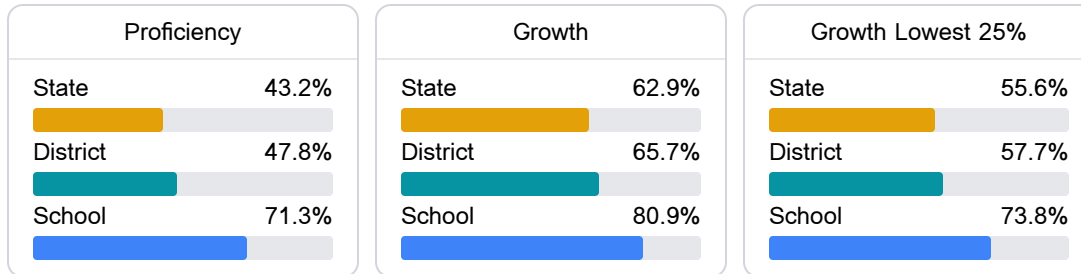 Proficiency
State 43.2%
District 47.8%
School 71.3%
Growth
State 62.9%
District 65.7%
School 80.9%
Growth Lowest 25%
State 55.6%
District 57.7%
School 73.8%